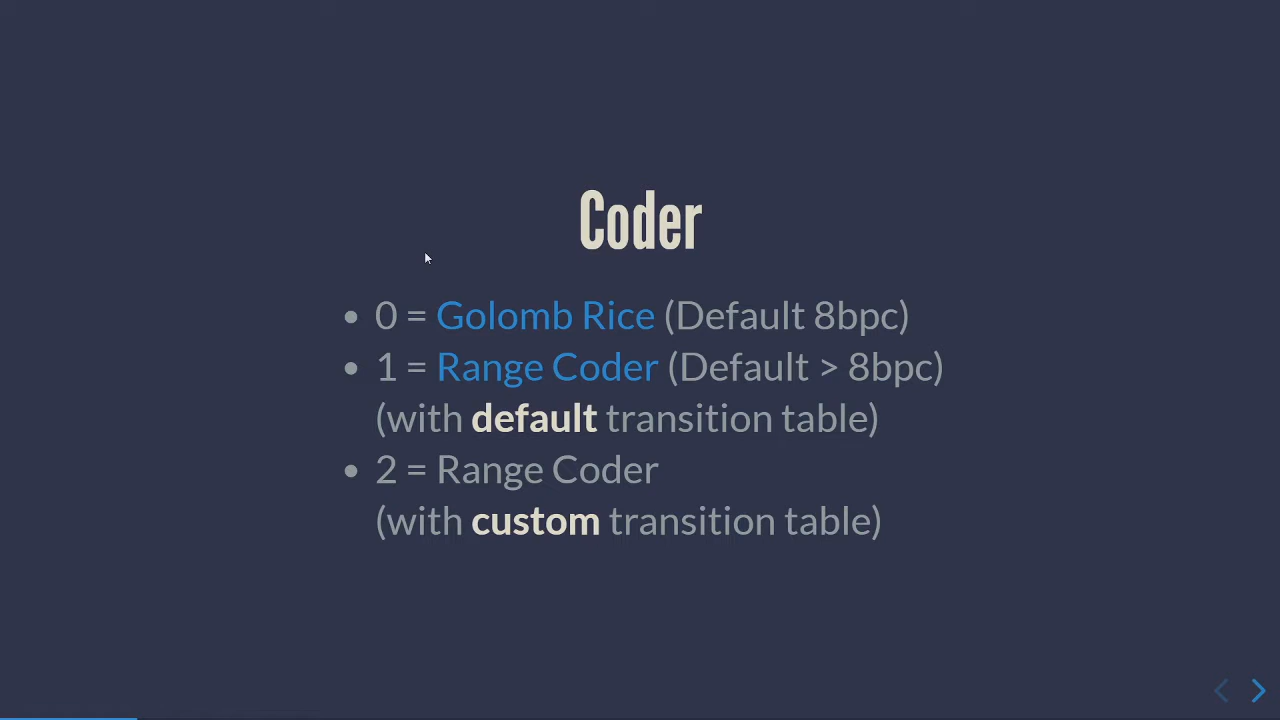 Coder
• 0 = Golomb Rice (Default 8bpc)
• 1 = Range Coder (Default > 8bpc)
(with default transition table)
• 2 = Range Coder
(with custom transition table)